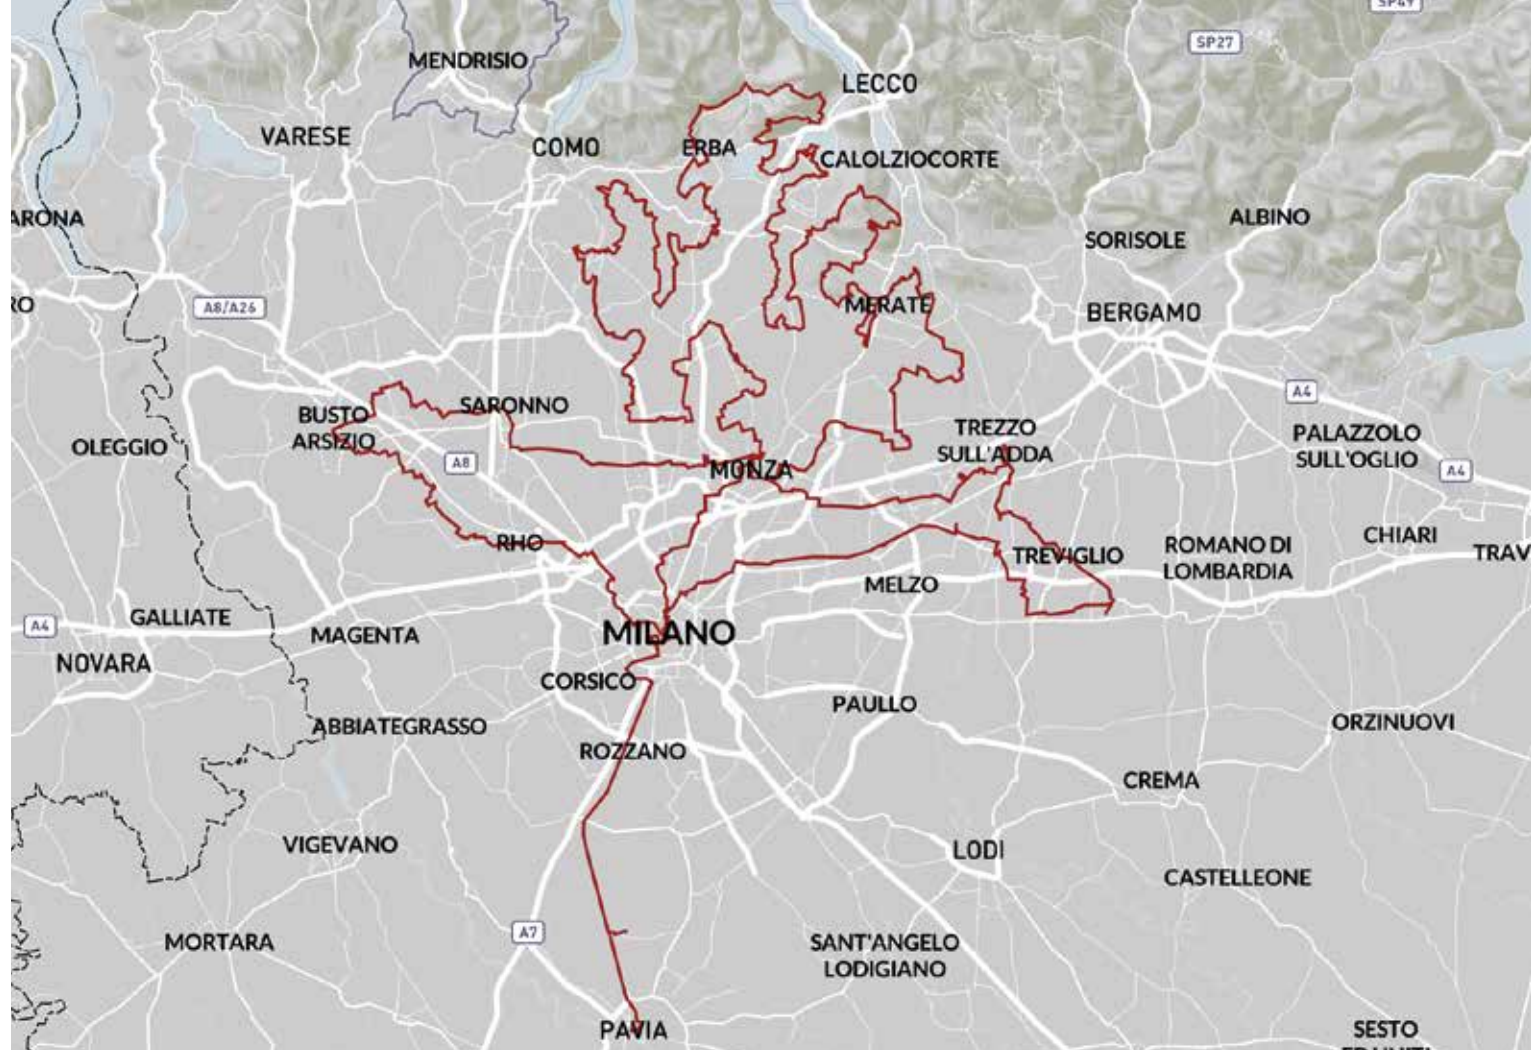 SP49
SP27
MENDRISIO
LECCO
VARESE
COMO
ERBA
CALOLZIOCORTE
ARONA
ALBINO
SORISOLE
A8/A26
RO
MERATE
BERGAMO
A4
BUSTO
ARSIZIO
SARONNO
OLEGGIO
A8
MONZA
TREZZO
SULL'ADDA
PALAZZOLO
SULL'OGLIO
A4
RHO
TREVIGLIO
ROMANO DI
LOMBARDIA
CHIARI
TRAV
MELZO
A4
GALLIATE
MAGENTA
MILANO
NOVARA
CORSICO
PAULLO
ABBIATEGRASSO
ORZINUOVI
ROZZANO
CREMA
VIGEVANO
LODI
CASTELLEONE
A7
MORTARA
SANT'ANGELO
LODIGIANO
PAVIA
SESTO